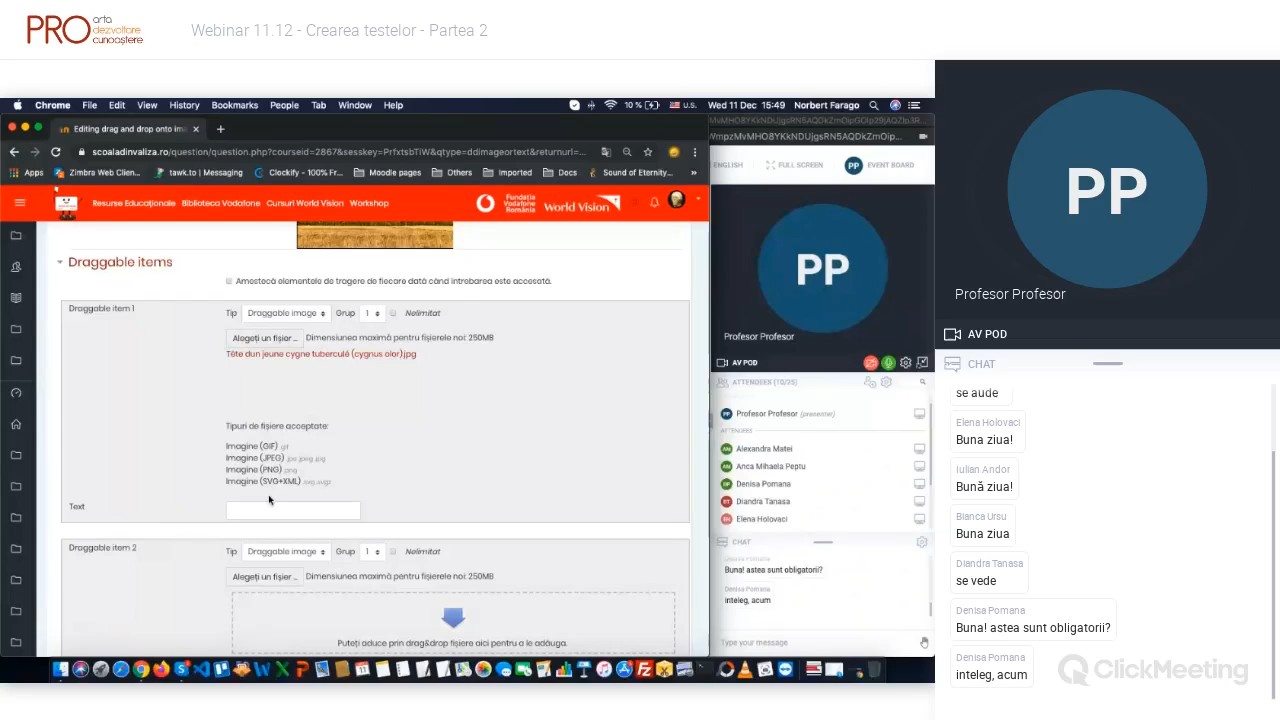 PRO arta dezvoltare cunoaștere
Webinar 11.12 - Crearea testelor - Partea 2
Chrome File Edit View History Bookmarks People Tab Window Help
10 % U.S. Wed 11 Dec 15:49 Norbert Farago
Editing drag and drop onto im
scoaladinvaliza.ro/question/question.php?courseid=2867&sesskey=PrfxtsbTiW&qtype=ddimageortext&returnurl=...
Apps Zimbra Web Clien... tawk.to | Messaging Clockify - 100% Fr... Moodle pages Others Imported Docs Sound of Eternity... »
Resurse Educaționale Biblioteca Vodafone Cursuri World Vision Workshop
Fundația Vodafone România
World Vision
Draggable items
Amestecă elementele de tragere de fiecare dată când întrebarea este accesată.
Draggable item 1
Tip Draggable image Grup 1 Nelimitat
Alegeți un fișier ... Dimensiunea maximă pentru fișierele noi: 250MB
Tête dun jeune cygne tuberculé (cygnus olor).jpg
Tipuri de fișiere acceptate:
Imagine (GIF) .gif
Imagine (JPEG) .jpe .jpeg .jpg
Imagine (PNG) .png
Imagine (SVG+XML) .svg .svgz
Text
Draggable item 2
Tip Draggable image Grup 1 Nelimitat
Alegeți un fișier ... Dimensiunea maximă pentru fișierele noi: 250MB
Puteți aduce prin drag&drop fișiere aici pentru a le adăuga.
ENGLISH FULL SCREEN PP EVENT BOARD
PP
Profesor Profesor
AV POD
ATTENDEES (10/25)
PP Profesor Profesor (presenter)
ATTENDEES
Alexandra Matei
Anca Mihaela Peptu
Denisa Pomana
Diandra Tanasa
Elena Holovaci
CHAT
Buna! astea sunt obligatorii?
Denisa Pomana
inteleg, acum
Type your message
PP
Profesor Profesor
AV POD
CHAT
se aude
Elena Holovaci
Buna ziua!
Iulian Andor
Bună ziua!
Bianca Ursu
Buna ziua
Diandra Tanasa
se vede
Denisa Pomana
Buna! astea sunt obligatorii?
Denisa Pomana
inteleg, acum
ClickMeeting